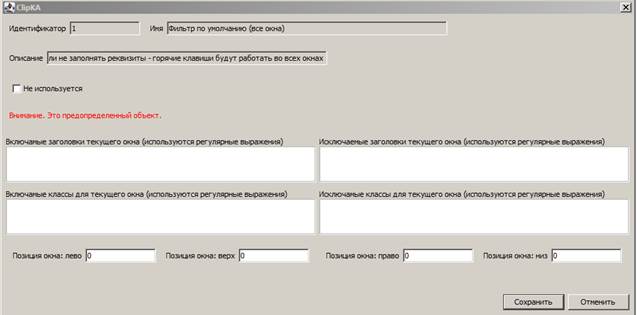 ClipKA
Идентификатор 1 Имя Фильтр по умолчанию (все окна)
Описание ли не заполнять реквизиты - горячие клавиши будут работать во всех окнах
Не используется
Внимание. Это предопределенный объект.
Включамые заголовки текущего окна (используются регулярные выражения) Исключаемые заголовки текущего окна (используются регулярные выражения)
Включамые классы для текущего окна (используются регулярные выражения) Исключамые классы для текущего окна (используются регулярные выражения)
Позиция окна: лево 0 Позиция окна: верх 0 Позиция окна: право 0 Позиция окна: низ 0
Сохранить Отменить